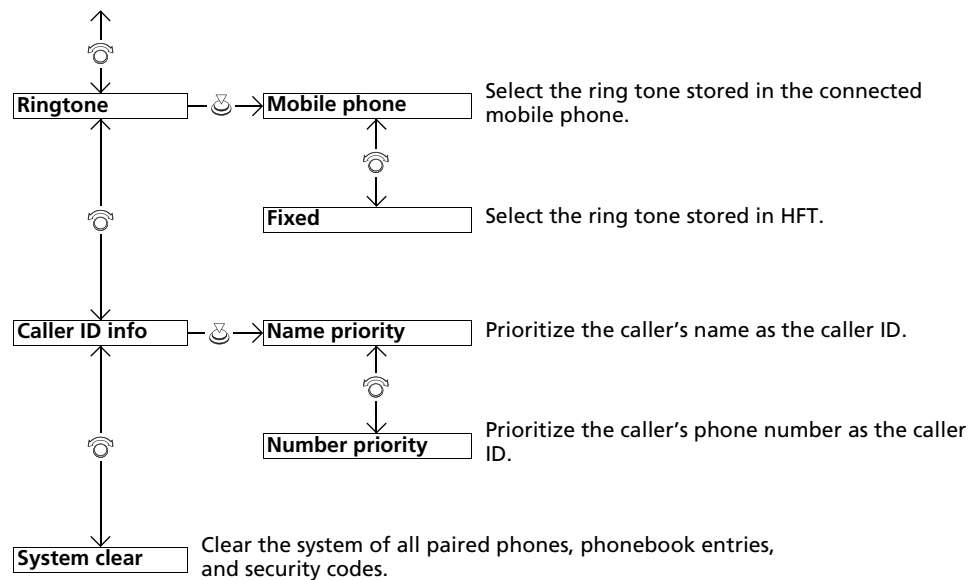 Ringtone
Mobile phone
Select the ring tone stored in the connected
mobile phone.
Fixed
Select the ring tone stored in HFT.
Caller ID info
Name priority
Prioritize the caller’s name as the caller ID.
Number priority
Prioritize the caller’s phone number as the caller
ID.
System clear
Clear the system of all paired phones, phonebook entries,
and security codes.